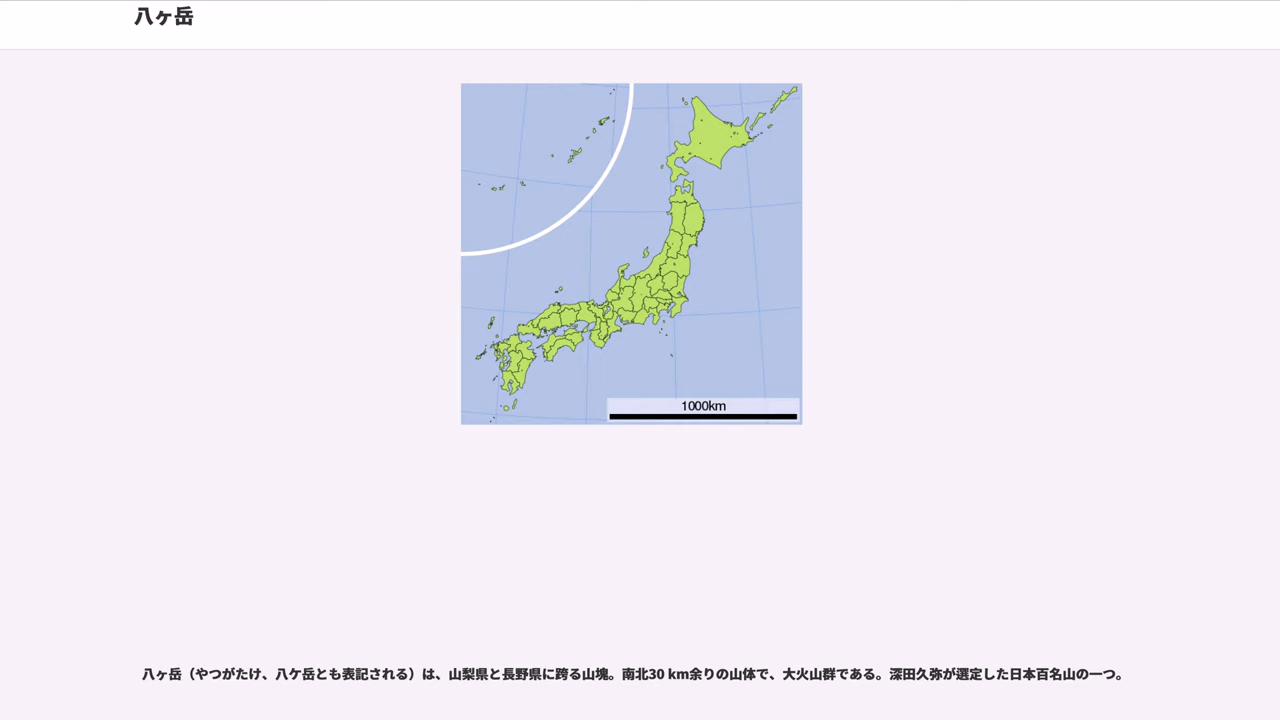 八ヶ岳
1000km
八ヶ岳（やつがたけ、八ケ岳とも表記される）は、山梨県と長野県に跨る山塊。南北30 km余りの山体で、大火山群である。深田久弥が選定した日本百名山の一つ。